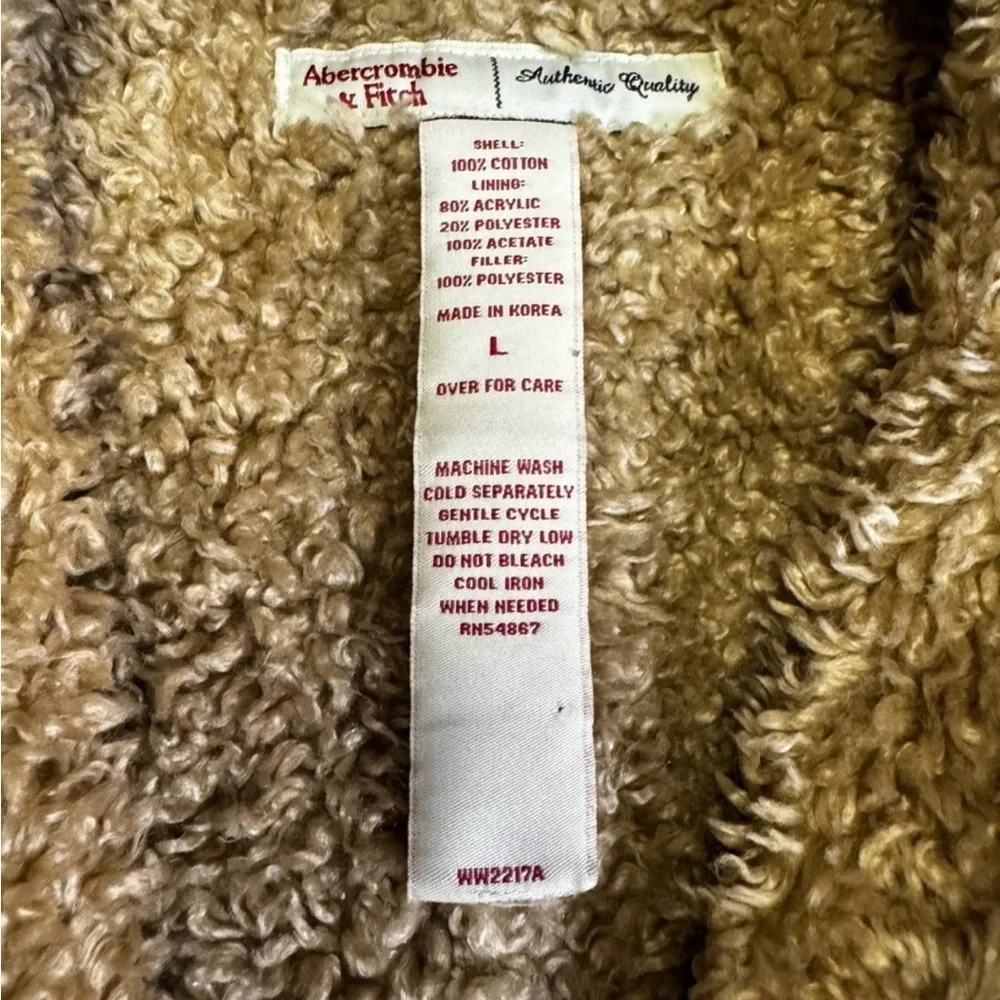 Abercrombie
& Fitch
Authentic Quality
SHELL:
100% COTTON
LINING:
80% ACRYLIC
20% POLYESTER
100% ACETATE
FILLER:
100% POLYESTER
MADE IN KOREA
L
OVER FOR CARE
MACHINE WASH
COLD SEPARATELY
GENTLE CYCLE
TUMBLE DRY LOW
DO NOT BLEACH
COOL IRON
WHEN NEEDED
RN54867
WW2217A